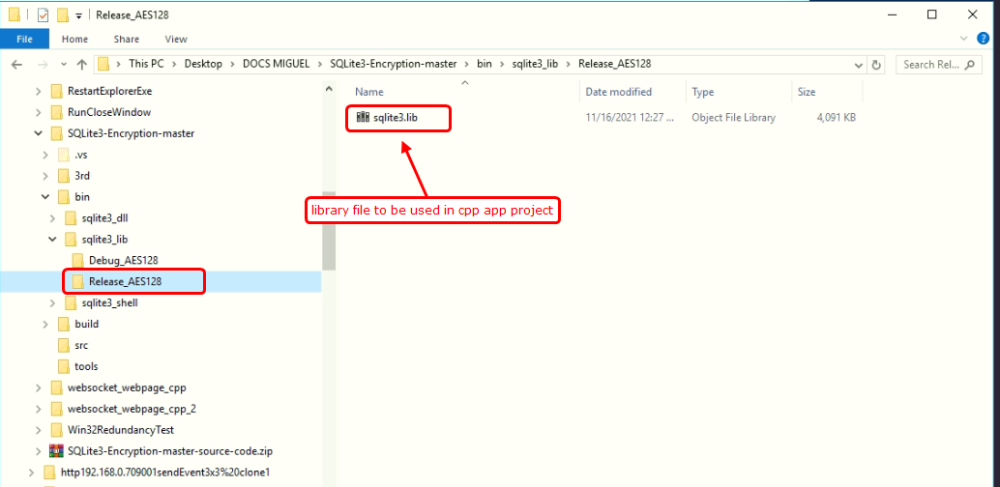 Release_AES128
File Home Share View
This PC > Desktop > DOCS MIGUEL > SQLite3-Encryption-master > bin > sqlite3_lib > Release_AES128
Search Rel...
RestartExplorerExe
RunCloseWindow
SQLite3-Encryption-master
.vs
3rd
bin
sqlite3_dll
sqlite3_lib
Debug_AES128
Release_AES128
sqlite3_shell
build
src
tools
websocket_webpage_cpp
websocket_webpage_cpp_2
Win32RedundancyTest
SQLite3-Encryption-master-source-code.zip
http192.168.0.709001sendEvent3x3%20clone1
Name Date modified Type Size
sqlite3.lib 11/16/2021 12:27 ... Object File Library 4,091 KB
library file to be used in cpp app project